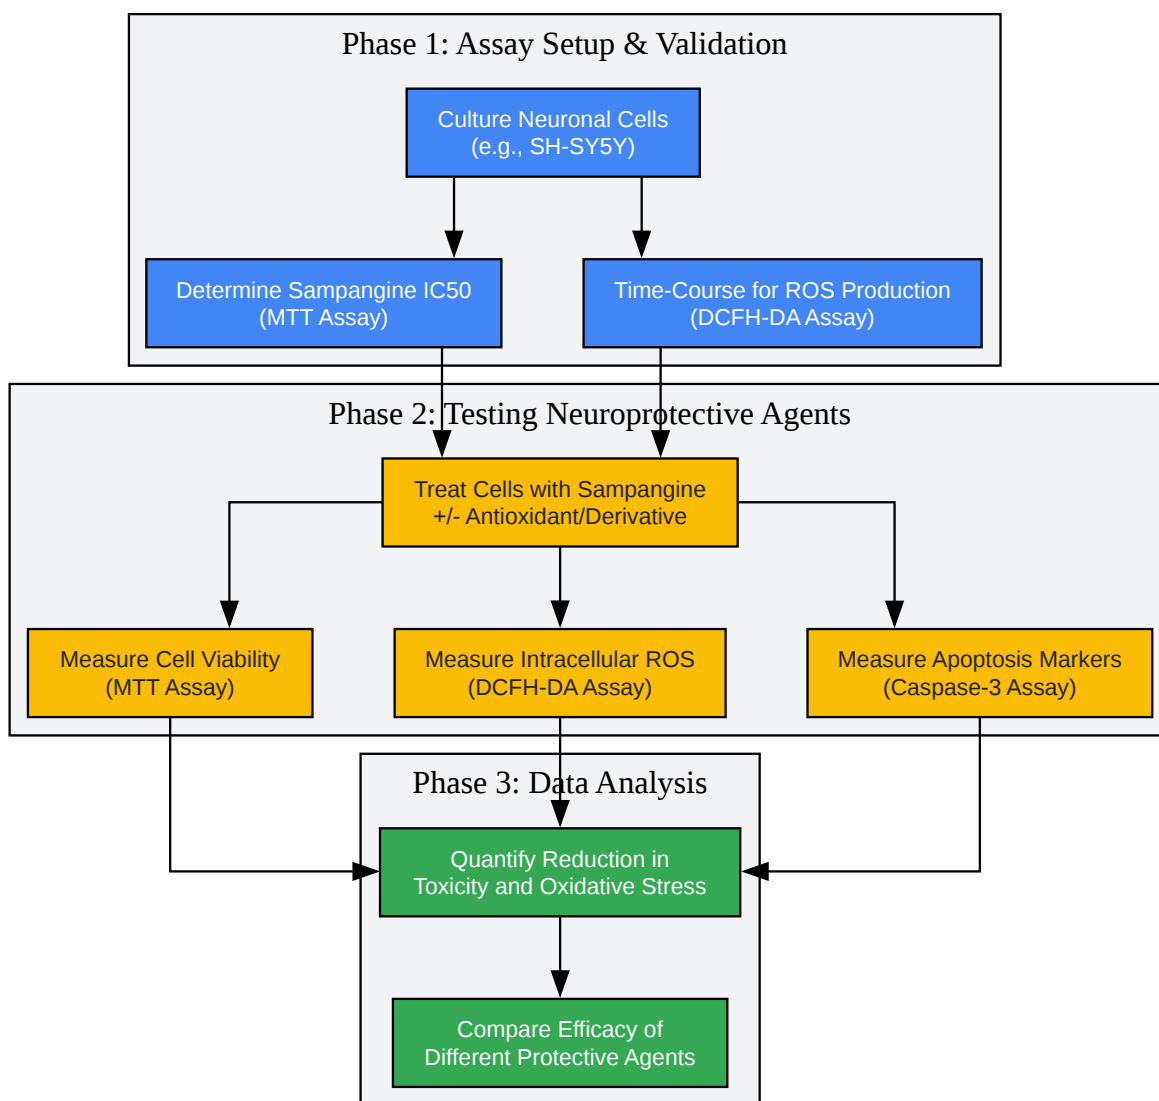 Phase 1: Assay Setup & Validation
Culture Neuronal Cells
(e.g., SH-SY5Y)
Determine Sampangine IC50
(MTT Assay)
Time-Course for ROS Production
(DCFH-DA Assay)
Phase 2: Testing Neuroprotective Agents
Treat Cells with Sampangine
+/- Antioxidant/Derivative
Measure Cell Viability
(MTT Assay)
Measure Intracellular ROS
(DCFH-DA Assay)
Measure Apoptosis Markers
(Caspase-3 Assay)
Phase 3: Data Analysis
Quantify Reduction in
Toxicity and Oxidative Stress
Compare Efficacy of
Different Protective Agents